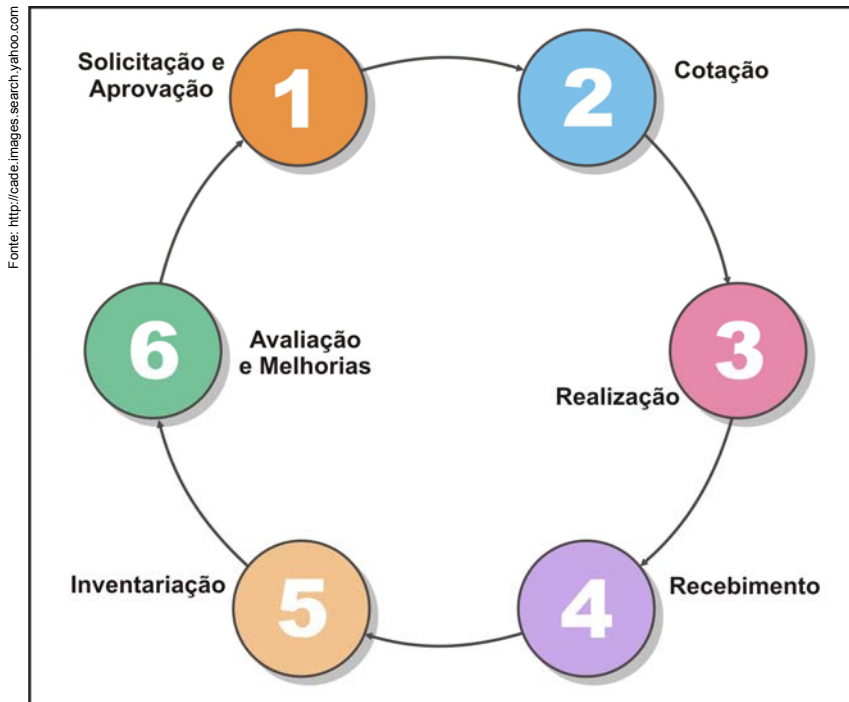 Fonte: http://cade.images.search.yahoo.com
Solicitação e
Aprovação
1
2
Cotação
3
Realização
4
Recebimento
5
Inventariação
6
Avaliação
e Melhorias